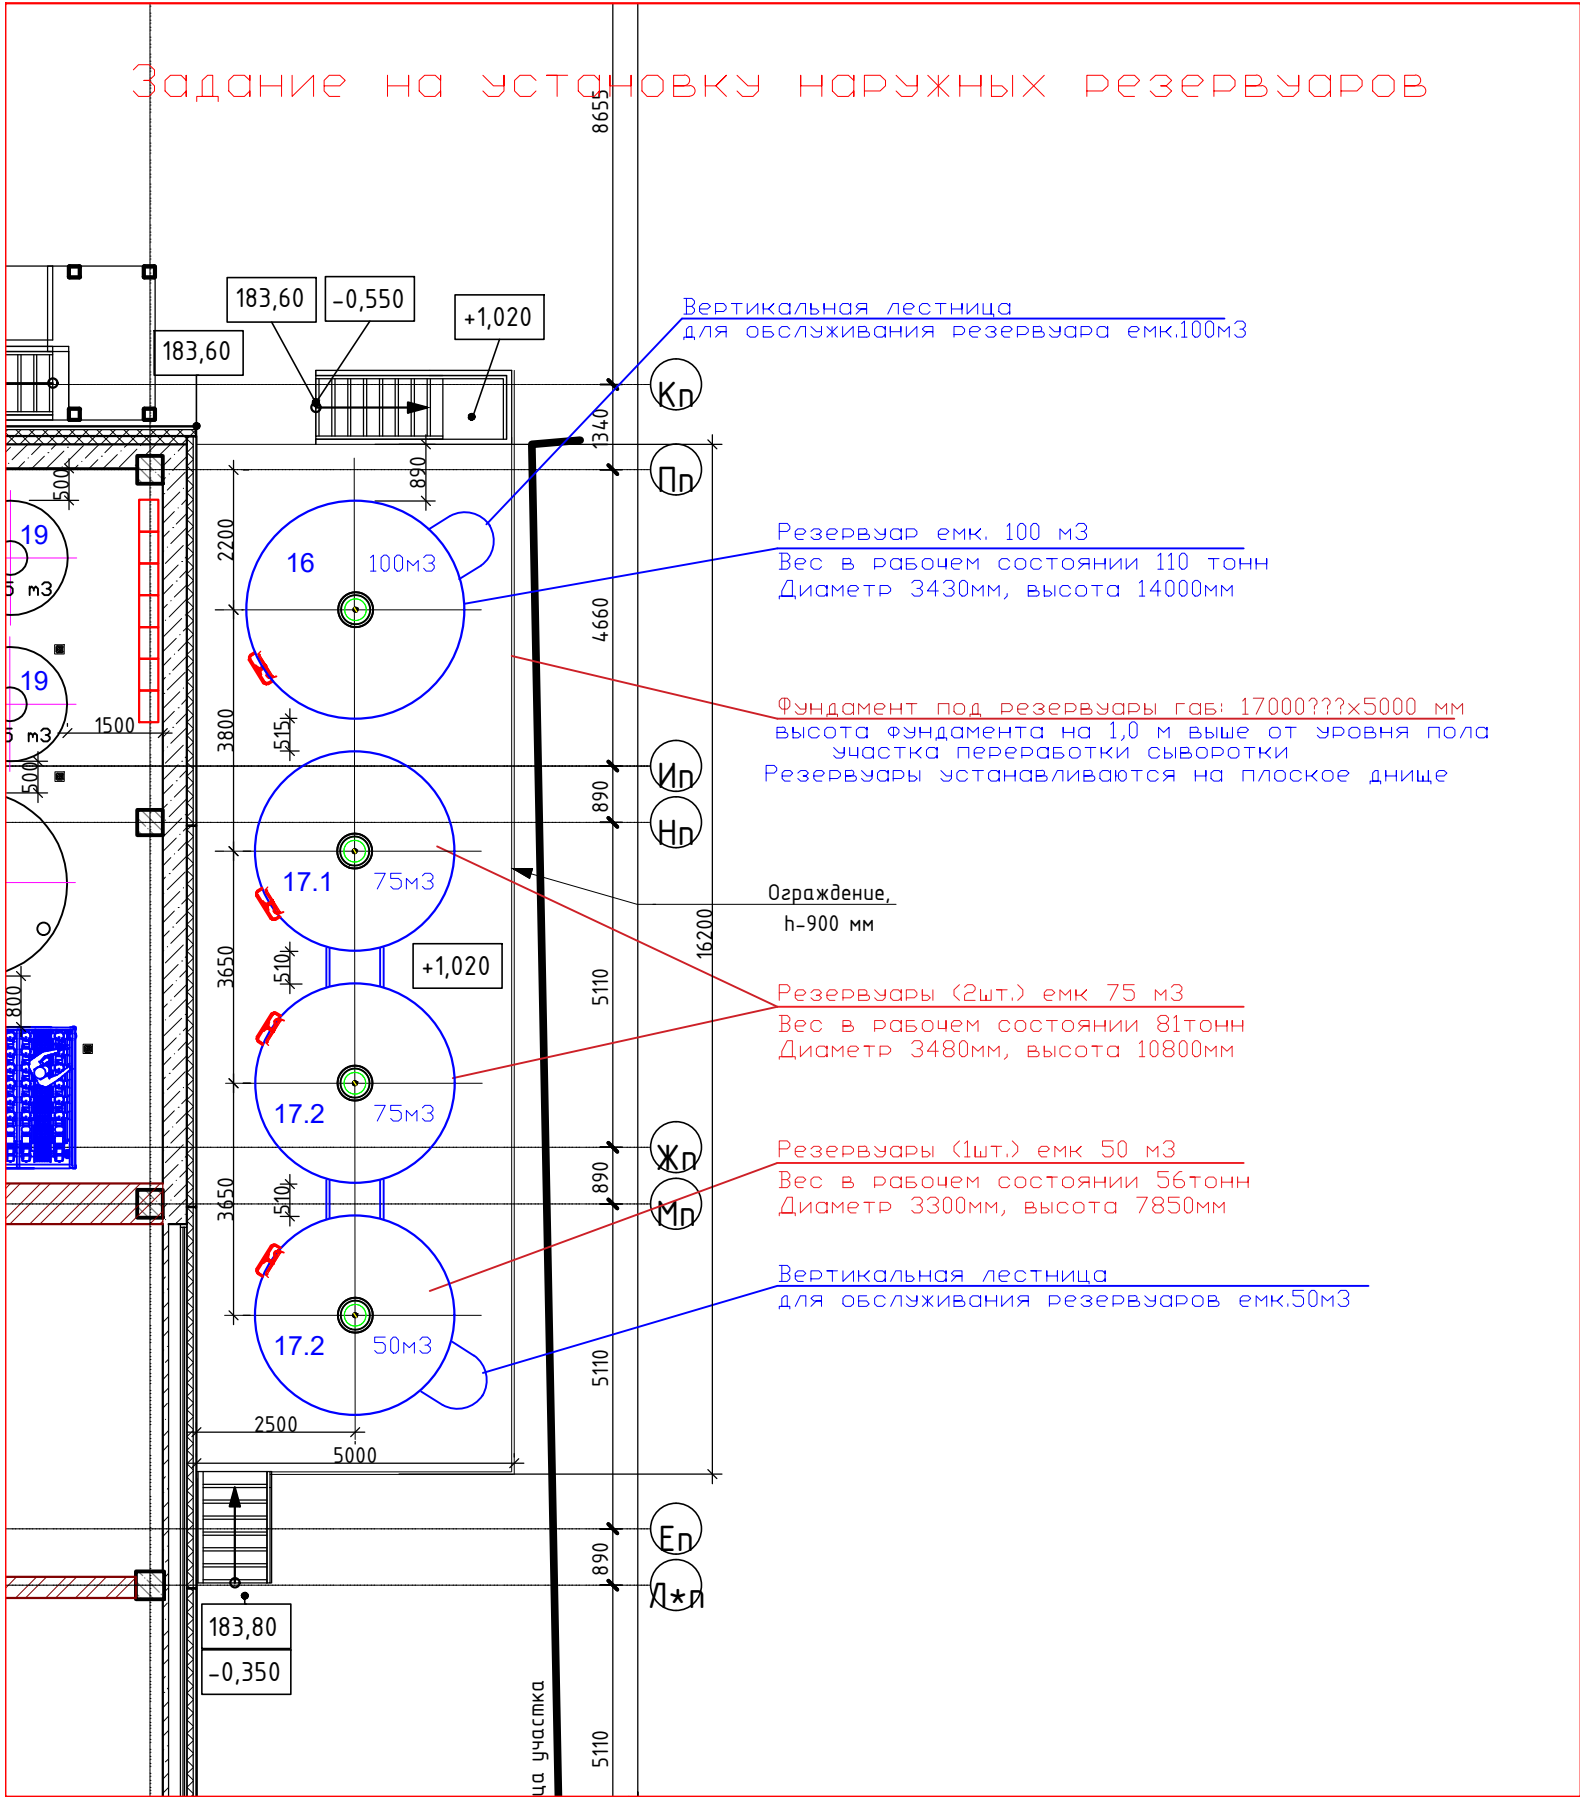 Задание на установку наружных резервуаров
8655
183,60
-0,550
+1,020
183,60
Вертикальная лестница
для обслуживания резервуара емк.100м3
Кп
1340
Пп
890
500
2200
19
m3
16
100м3
Резервуар емк. 100 м3
Вес в рабочем состоянии 110 тонн
Диаметр 3430мм, высота 14000мм
4660
19
m3
1500
3800
515
Фундамент под резервуары габ: 17000???х5000 мм
высота фундамента на 1,0 м выше от уровня пола
участка переработки сыворотки
Резервуары устанавливаются на плоское днище
500
Ип
890
Нп
17.1
75м3
Ограждение,
h-900 мм
16200
3650
510
+1,020
5110
800
Резервуары (2шт.) емк 75 м3
Вес в рабочем состоянии 81тонн
Диаметр 3480мм, высота 10800мм
17.2
75м3
Жп
890
Мп
3650
510
Резервуары (1шт.) емк 50 м3
Вес в рабочем состоянии 56тонн
Диаметр 3300мм, высота 7850мм
Вертикальная лестница
для обслуживания резервуаров емк.50м3
17.2
50м3
5110
2500
5000
Еп
890
Л*п
183,80
-0,350
ца участка
5110